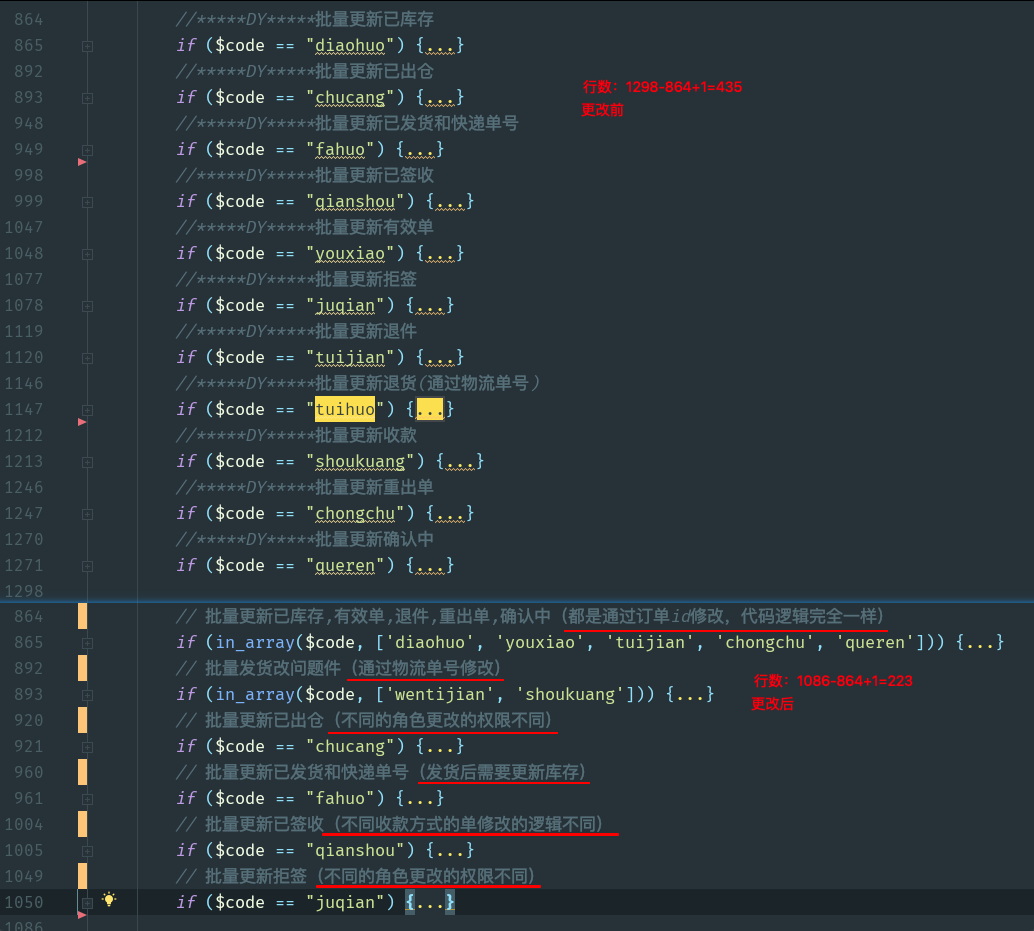 864 //*****DY*****批量更新已库存
865 if ($code == "diaohuo") {...}
892 //*****DY*****批量更新已出仓
行数：1298-864+1=435
893 if ($code == "chucang") {...}
更改前
948 //*****DY*****批量更新已发货和快递单号
949 if ($code == "fahuo") {...}
998 //*****DY*****批量更新已签收
999 if ($code == "qianshou") {...}
1047 //*****DY*****批量更新有效单
1048 if ($code == "youxiao") {...}
1077 //*****DY*****批量更新拒签
1078 if ($code == "juqian") {...}
1119 //*****DY*****批量更新退件
1120 if ($code == "tuijian") {...}
1146 //*****DY*****批量更新退货(通过物流单号)
1147 if ($code == "tuihuo") {...}
1212 //*****DY*****批量更新收款
1213 if ($code == "shoukuang") {...}
1246 //*****DY*****批量更新重出单
1247 if ($code == "chongchu") {...}
1270 //*****DY*****批量更新确认中
1271 if ($code == "queren") {...}
1298
864 // 批量更新已库存,有效单,退件,重出单,确认中（都是通过订单id修改，代码逻辑完全一样）
865 if (in_array($code, ['diaohuo', 'youxiao', 'tuijian', 'chongchu', 'queren'])) {...}
892 // 批量发货改问题件（通过物流单号修改）
行数：1086-864+1=223
893 if (in_array($code, ['wentijian', 'shoukuang'])) {...}
更改后
920 // 批量更新已出仓（不同的角色更改的权限不同）
921 if ($code == "chucang") {...}
960 // 批量更新已发货和快递单号（发货后需要更新库存）
961 if ($code == "fahuo") {...}
1004 // 批量更新已签收（不同收款方式的单修改的逻辑不同）
1005 if ($code == "qianshou") {...}
1049 // 批量更新拒签（不同的角色更改的权限不同）
1050 if ($code == "juqian") {...}
1086